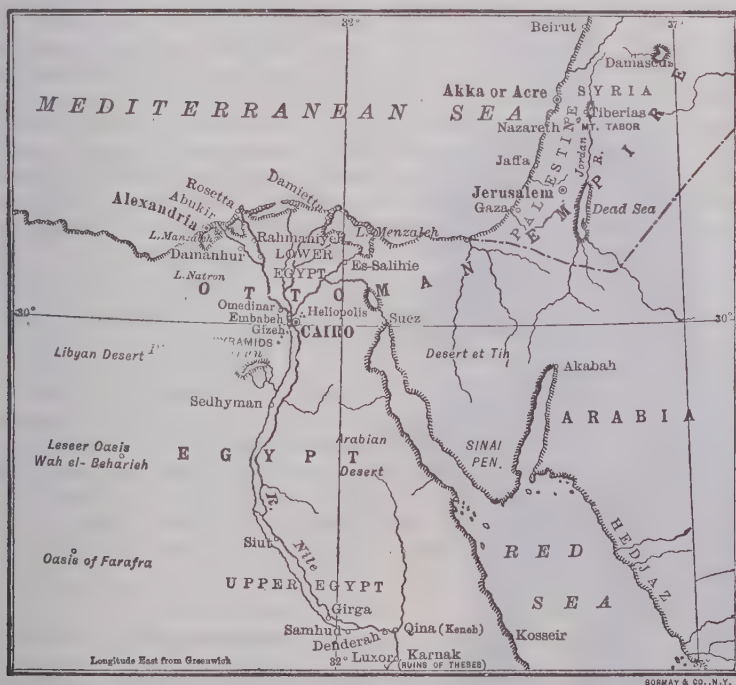 32°
37°
Beirut
Damascus
MEDITERRANEAN SEA
Akka or Acre
SYRIA
Tiberias
Nazareth
MT. TABOR
PALESTINE
Jordan R.
Jaffa
Jerusalem
Gaza
Dead Sea
Rosetta
Damietta
Abukir
Alexandria
L. Menzaleh
Rahmaniyeh
Damanhur
LOWER
EGYPT
Es-Salihie
L. Natron
OTTOMAN EMPIRE
30°
30°
Omedinar
Embabeh
Heliopolis
Gizeh
CAIRO
Suez
PYRAMIDS
Libyan Desert
Desert et Tih
Akabah
Sedhyman
ARABIA
Lesser Oasis
Wah el-Behârieh
EGYPT
Arabian
Desert
SINAI
PEN.
R. Nile
Siut
RED
SEA
HEDJAZ
Oasis of Farafra
UPPER EGYPT
Girga
Samhud
Qina (Keneh)
Denderah
Kosseir
Luxor
Karnak
(RUINS OF THEBES)
Longitude East from Greenwich
32°
BORMAY & CO., N.Y.